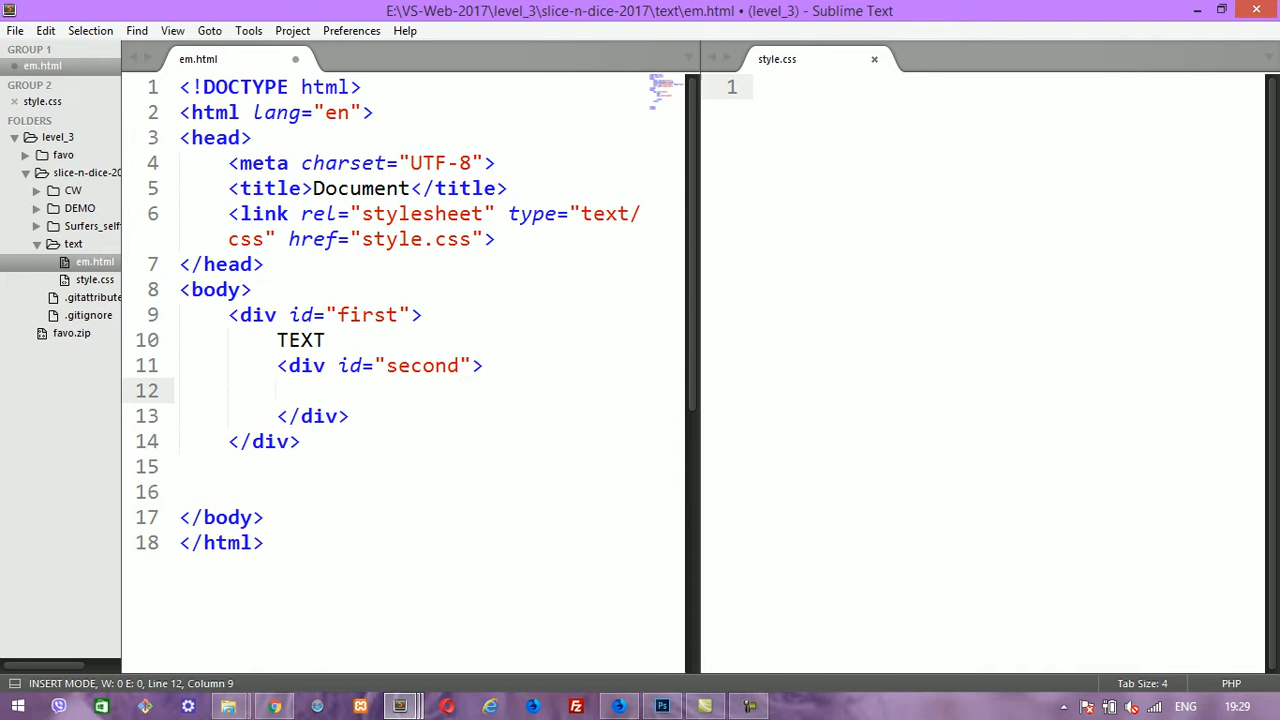 E:\VS-Web-2017\level_3\slice-n-dice-2017\text\em.html • (level_3) - Sublime Text
File Edit Selection Find View Goto Tools Project Preferences Help
GROUP 1
em.html
GROUP 2
style.css
FOLDERS
level_3
favo
slice-n-dice-20
CW
DEMO
Surfers_self
text
em.html
style.css
.gitattribute
.gitignore
favo.zip
em.html
1 <!DOCTYPE html>
2 <html lang="en">
3 <head>
4 <meta charset="UTF-8">
5 <title>Document</title>
6 <link rel="stylesheet" type="text/
css" href="style.css">
7 </head>
8 <body>
9 <div id="first">
10 TEXT
11 <div id="second">
12
13 </div>
14 </div>
15
16
17 </body>
18 </html>
style.css
1
INSERT MODE, W: 0 E: 0, Line 12, Column 9
Tab Size: 4 PHP
ENG 19:29